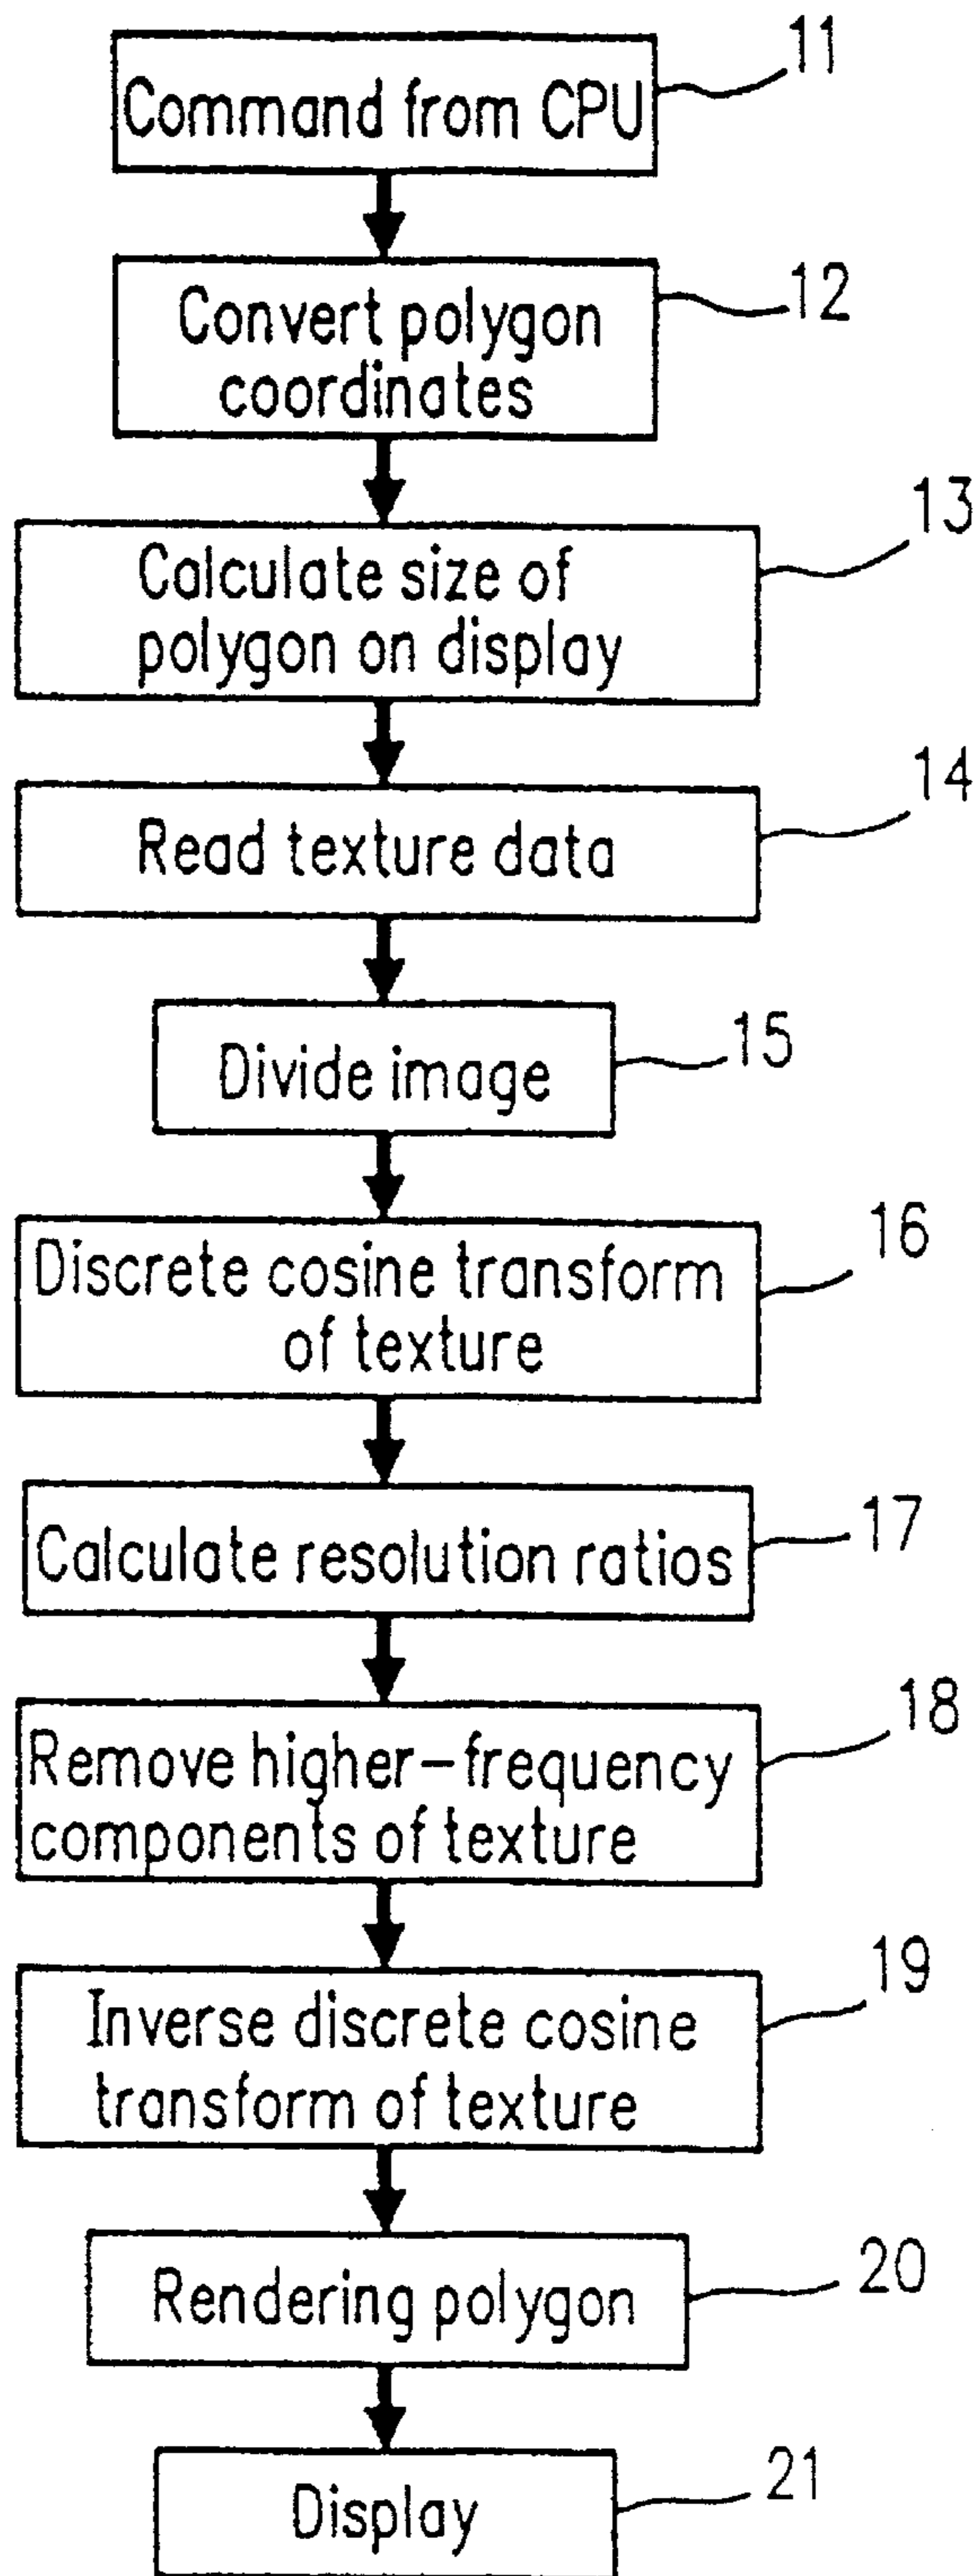 11
Command from CPU
12
Convert polygon
coordinates
13
Calculate size of
polygon on display
14
Read texture data
15
Divide image
16
Discrete cosine transform
of texture
17
Calculate resolution ratios
18
Remove higher-frequency
components of texture
19
Inverse discrete cosine
transform of texture
20
Rendering polygon
21
Display